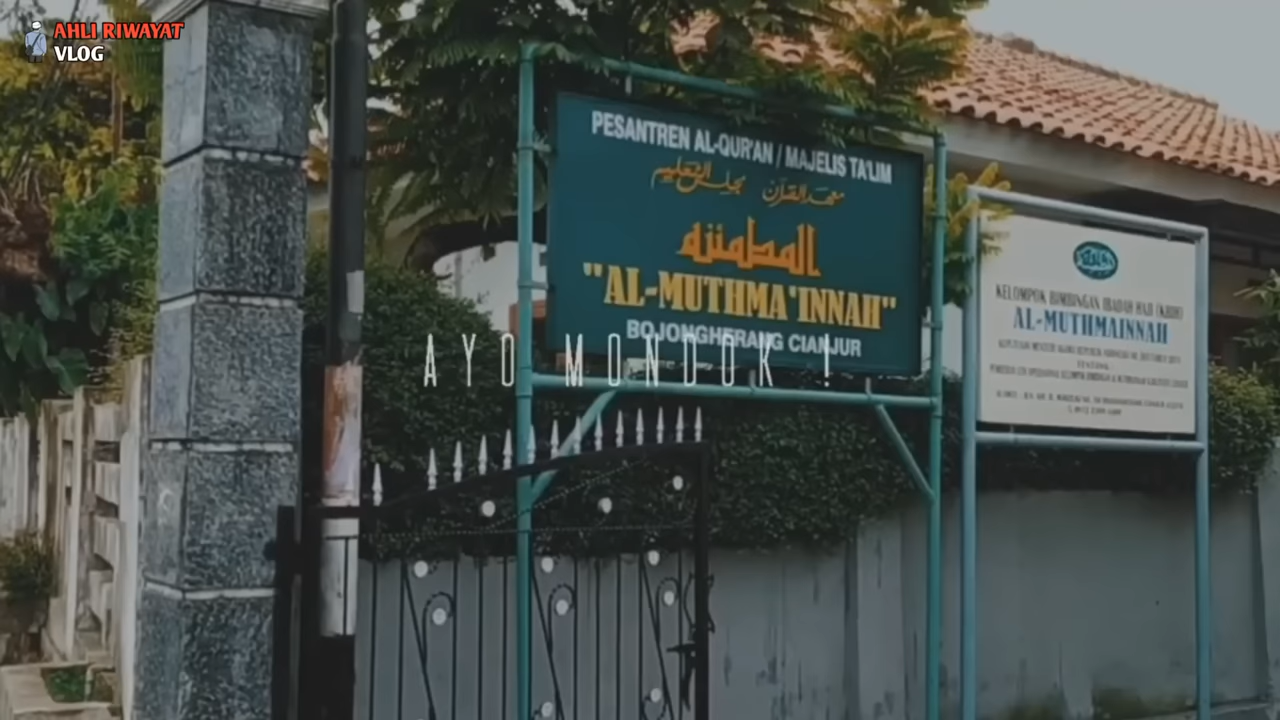 AHLI RIWAYAT
VLOG
PESANTREN AL-QUR'AN / MAJELIS TA'LIM
معهد القرآن مجلس التعليم
المطمئنة
"AL-MUTHMA'INNAH"
BOJONGHERANG CIANJUR
AYO MONDOK !
KELOMPOK BIMBINGAN IBADAH HAJI (KBIH)
AL-MUTHMAINNAH